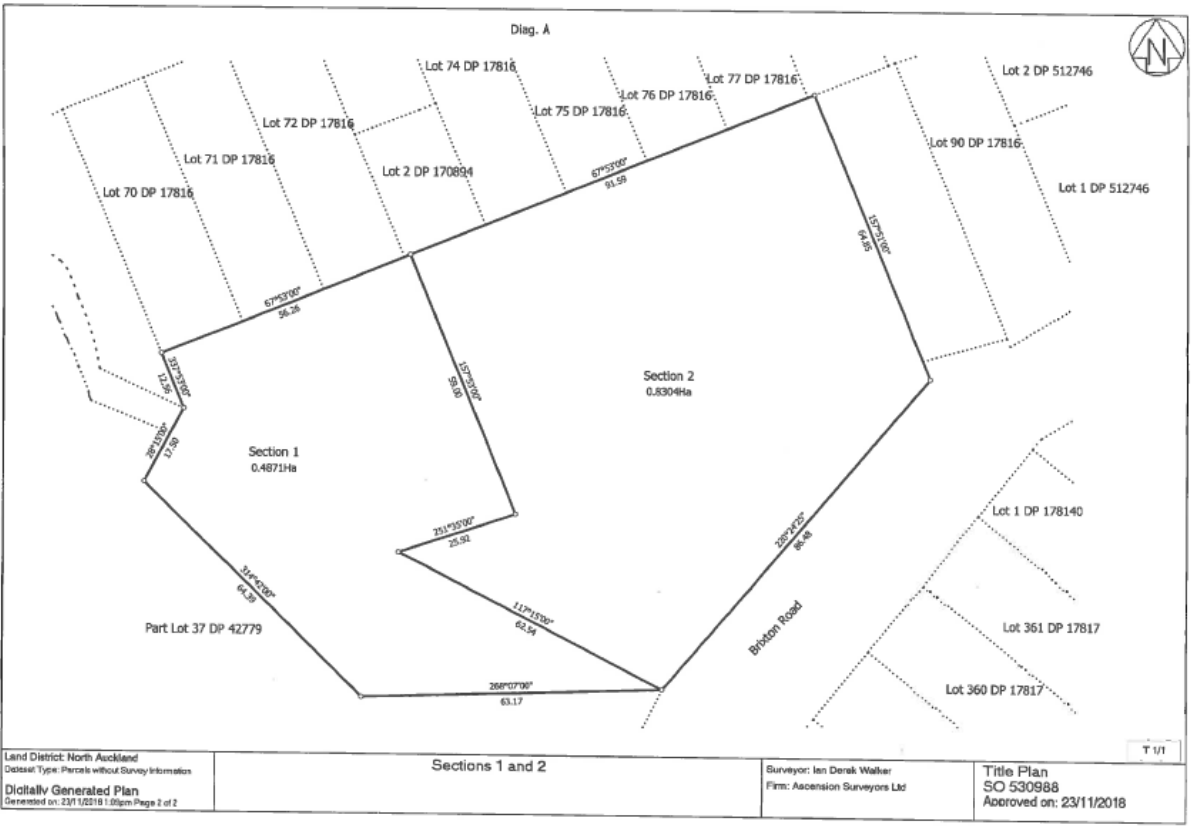 Diag. A
N
Lot 74 DP 17816
Lot 77 DP 17816
Lot 2 DP 512746
Lot 76 DP 17816
Lot 75 DP 17816
Lot 72 DP 17816
Lot 90 DP 17816
Lot 71 DP 17816
Lot 2 DP 170894
67°53'00"
91.59
Lot 70 DP 17816
Lot 1 DP 512746
157°51'00"
64.85
67°53'00"
56.26
337°53'00"
12.56
157°53'00"
59.00
Section 2
0.8304Ha
28°15'00"
17.50
Section 1
0.4871Ha
251°35'00"
25.92
220°24'25"
86.48
Lot 1 DP 178140
314°42'00"
64.39
117°15'00"
62.54
Part Lot 37 DP 42779
Brixton Road
Lot 361 DP 17817
268°07'00"
63.17
Lot 360 DP 17817
T 1/1
Land District: North Auckland
Dataset Type: Parcels without Survey Information
Digitally Generated Plan
Generated on: 23/11/2018 1:09pm Page 2 of 2
Sections 1 and 2
Surveyor: Ian Derek Walker
Firm: Ascension Surveyors Ltd
Title Plan
SO 530988
Approved on: 23/11/2018